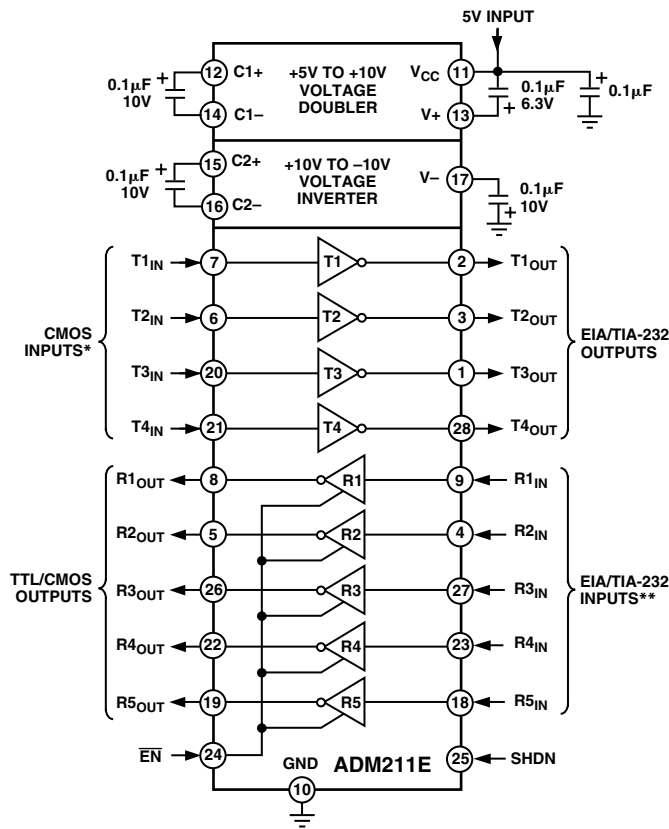 5V INPUT
0.1μF
10V
12
C1+
+5V TO +10V
VOLTAGE
DOUBLER
VCC
11
0.1μF
6.3V
0.1μF
14
C1–
V+
13
0.1μF
10V
15
C2+
+10V TO –10V
VOLTAGE
INVERTER
V–
17
0.1μF
10V
16
C2–
CMOS
INPUTS*
T1IN
7
T1
2
T1OUT
T2IN
6
T2
3
T2OUT
T3IN
20
T3
1
T3OUT
T4IN
21
T4
28
T4OUT
EIA/TIA-232
OUTPUTS
TTL/CMOS
OUTPUTS
R1OUT
8
R1
9
R1IN
R2OUT
5
R2
4
R2IN
R3OUT
26
R3
27
R3IN
R4OUT
22
R4
23
R4IN
R5OUT
19
R5
18
R5IN
EIA/TIA-232
INPUTS**
EN
24
GND
10
ADM211E
25
SHDN